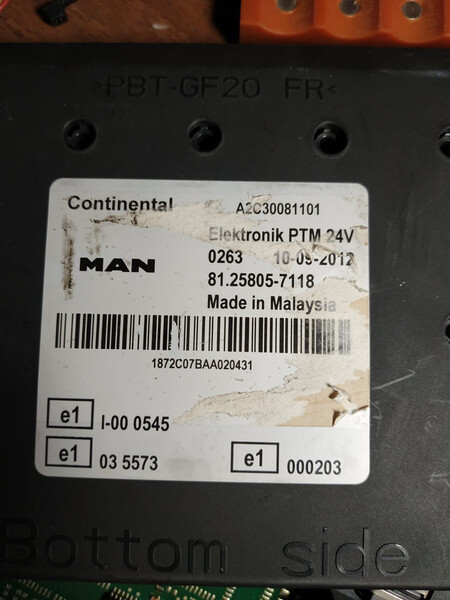 >PBT-GF20 FR<
Continental A2C30081101
Elektronik PTM 24V
MAN 0263 10-09-2012
81.25805-7118
Made in Malaysia
1872C07BAA020431
e1 I-00 0545
e1 03 5573 e1 000203
Bottom side